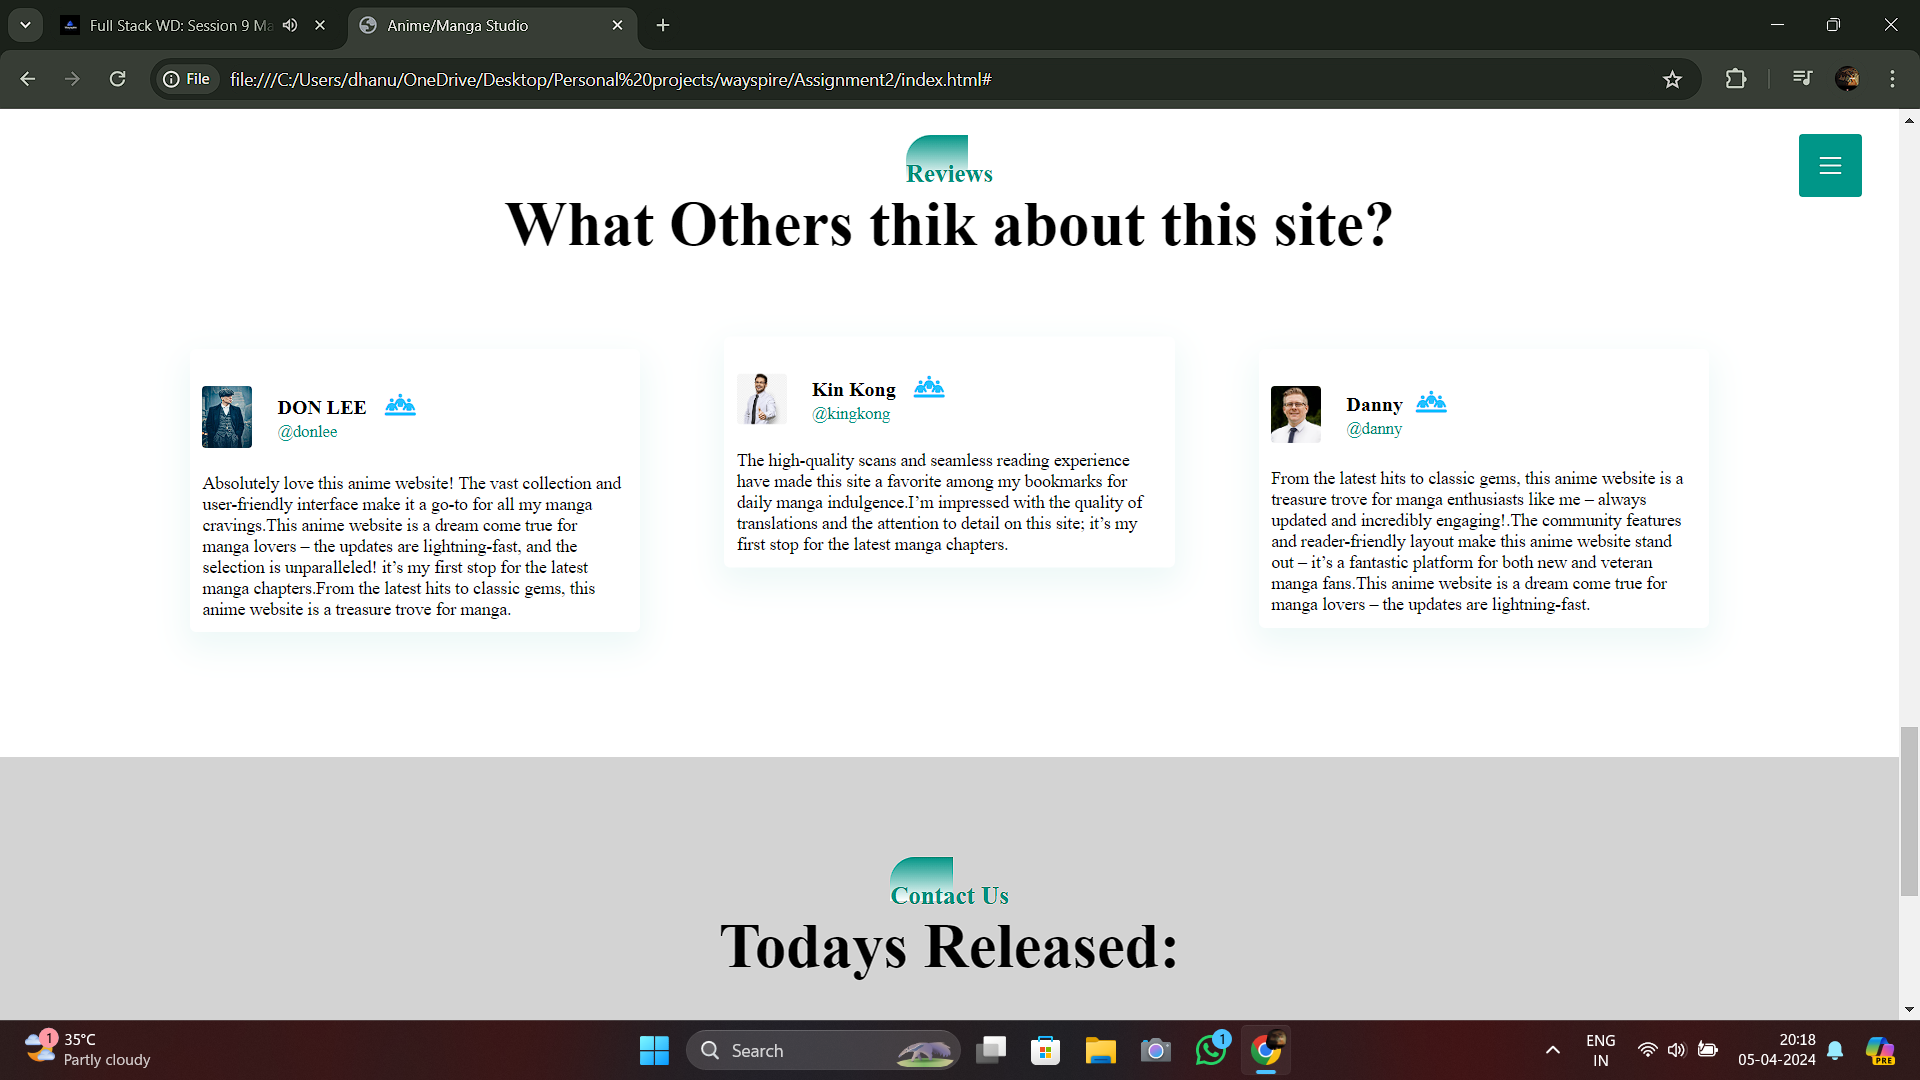 Full Stack WD: Session 9 Ma
Anime/Manga Studio
File
file:///C:/Users/dhanu/OneDrive/Desktop/Personal%20projects/wayspire/Assignment2/index.html#
Reviews
What Others thik about this site?
DON LEE
@donlee
Absolutely love this anime website! The vast collection and
user-friendly interface make it a go-to for all my manga
cravings.This anime website is a dream come true for
manga lovers – the updates are lightning-fast, and the
selection is unparalleled! it’s my first stop for the latest
manga chapters.From the latest hits to classic gems, this
anime website is a treasure trove for manga.
Kin Kong
@kingkong
The high-quality scans and seamless reading experience
have made this site a favorite among my bookmarks for
daily manga indulgence.I’m impressed with the quality of
translations and the attention to detail on this site; it’s my
first stop for the latest manga chapters.
Danny
@danny
From the latest hits to classic gems, this anime website is a
treasure trove for manga enthusiasts like me – always
updated and incredibly engaging!.The community features
and reader-friendly layout make this anime website stand
out – it’s a fantastic platform for both new and veteran
manga fans.This anime website is a dream come true for
manga lovers – the updates are lightning-fast.
Contact Us
Todays Released:
1
35°C
Partly cloudy
Search
1
ENG
IN
20:18
05-04-2024
PRE